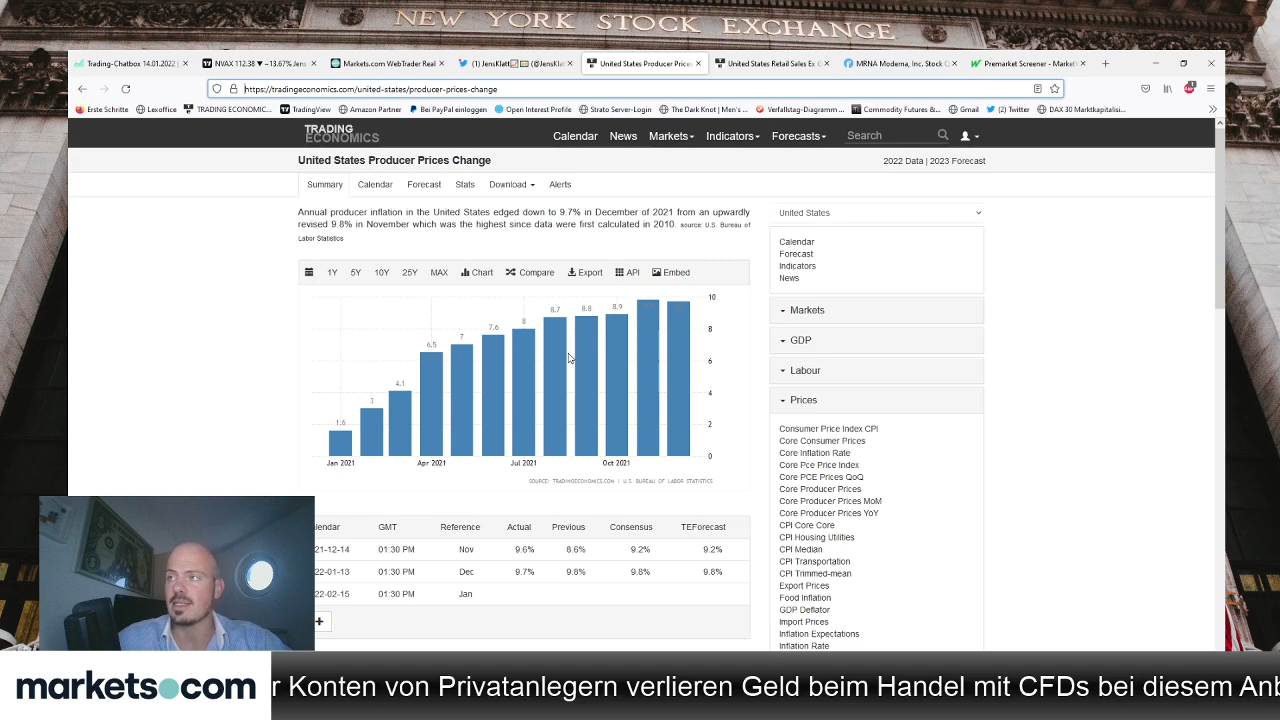 NEW YORK STOCK EXCHANGE
Trading-Chatbox 14.01.2022 |
NVAX 112.38 ▼ −13.67% Jens
Markets.com WebTrader Real
(1) JensKlatt
United States Producer Prices
United States Retail Sales Ex
MRNA Moderna, Inc. Stock Q
Premarket Screener - Market
https://tradingeconomics.com/united-states/producer-prices-change
Erste Schritte
Lexoffice
TRADING ECONOMIC...
TradingView
Amazon Partner
Bei PayPal einloggen
Open Interest Profile
Strato Server-Login
The Dark Knot | Men's ...
Verfallstag-Diagramm ...
Commodity Futures &...
Gmail
(2) Twitter
DAX 30 Marktkapitalisi...
TRADING
ECONOMICS
Calendar News Markets Indicators Forecasts Search
United States Producer Prices Change
2022 Data | 2023 Forecast
Summary Calendar Forecast Stats Download Alerts
Annual producer inflation in the United States edged down to 9.7% in December of 2021 from an upwardly
revised 9.8% in November which was the highest since data were first calculated in 2010. source: U.S. Bureau of
Labor Statistics
1Y 5Y 10Y 25Y MAX Chart Compare Export API Embed
1.6 3 4.1 6.5 7 7.6 8 8.7 8.8 8.9
10
8
6
4
2
0
Jan 2021 Apr 2021 Jul 2021 Oct 2021
SOURCE: TRADINGECONOMICS.COM | U.S. BUREAU OF LABOR STATISTICS
GMT Reference Actual Previous Consensus TEForecast
21-12-14 01:30 PM Nov 9.6% 8.6% 9.2% 9.2%
22-01-13 01:30 PM Dec 9.7% 9.8% 9.8% 9.8%
22-02-15 01:30 PM Jan
+
United States
Calendar
Forecast
Indicators
News
Markets
GDP
Labour
Prices
Consumer Price Index CPI
Core Consumer Prices
Core Inflation Rate
Core Pce Price Index
Core PCE Prices QoQ
Core Producer Prices
Core Producer Prices MoM
Core Producer Prices YoY
CPI Core Core
CPI Housing Utilities
CPI Median
CPI Transportation
CPI Trimmed-mean
Export Prices
Food Inflation
GDP Deflator
Import Prices
Inflation Expectations
Inflation Rate
markets.com
r Konten von Privatanlegern verlieren Geld beim Handel mit CFDs bei diesem Anb